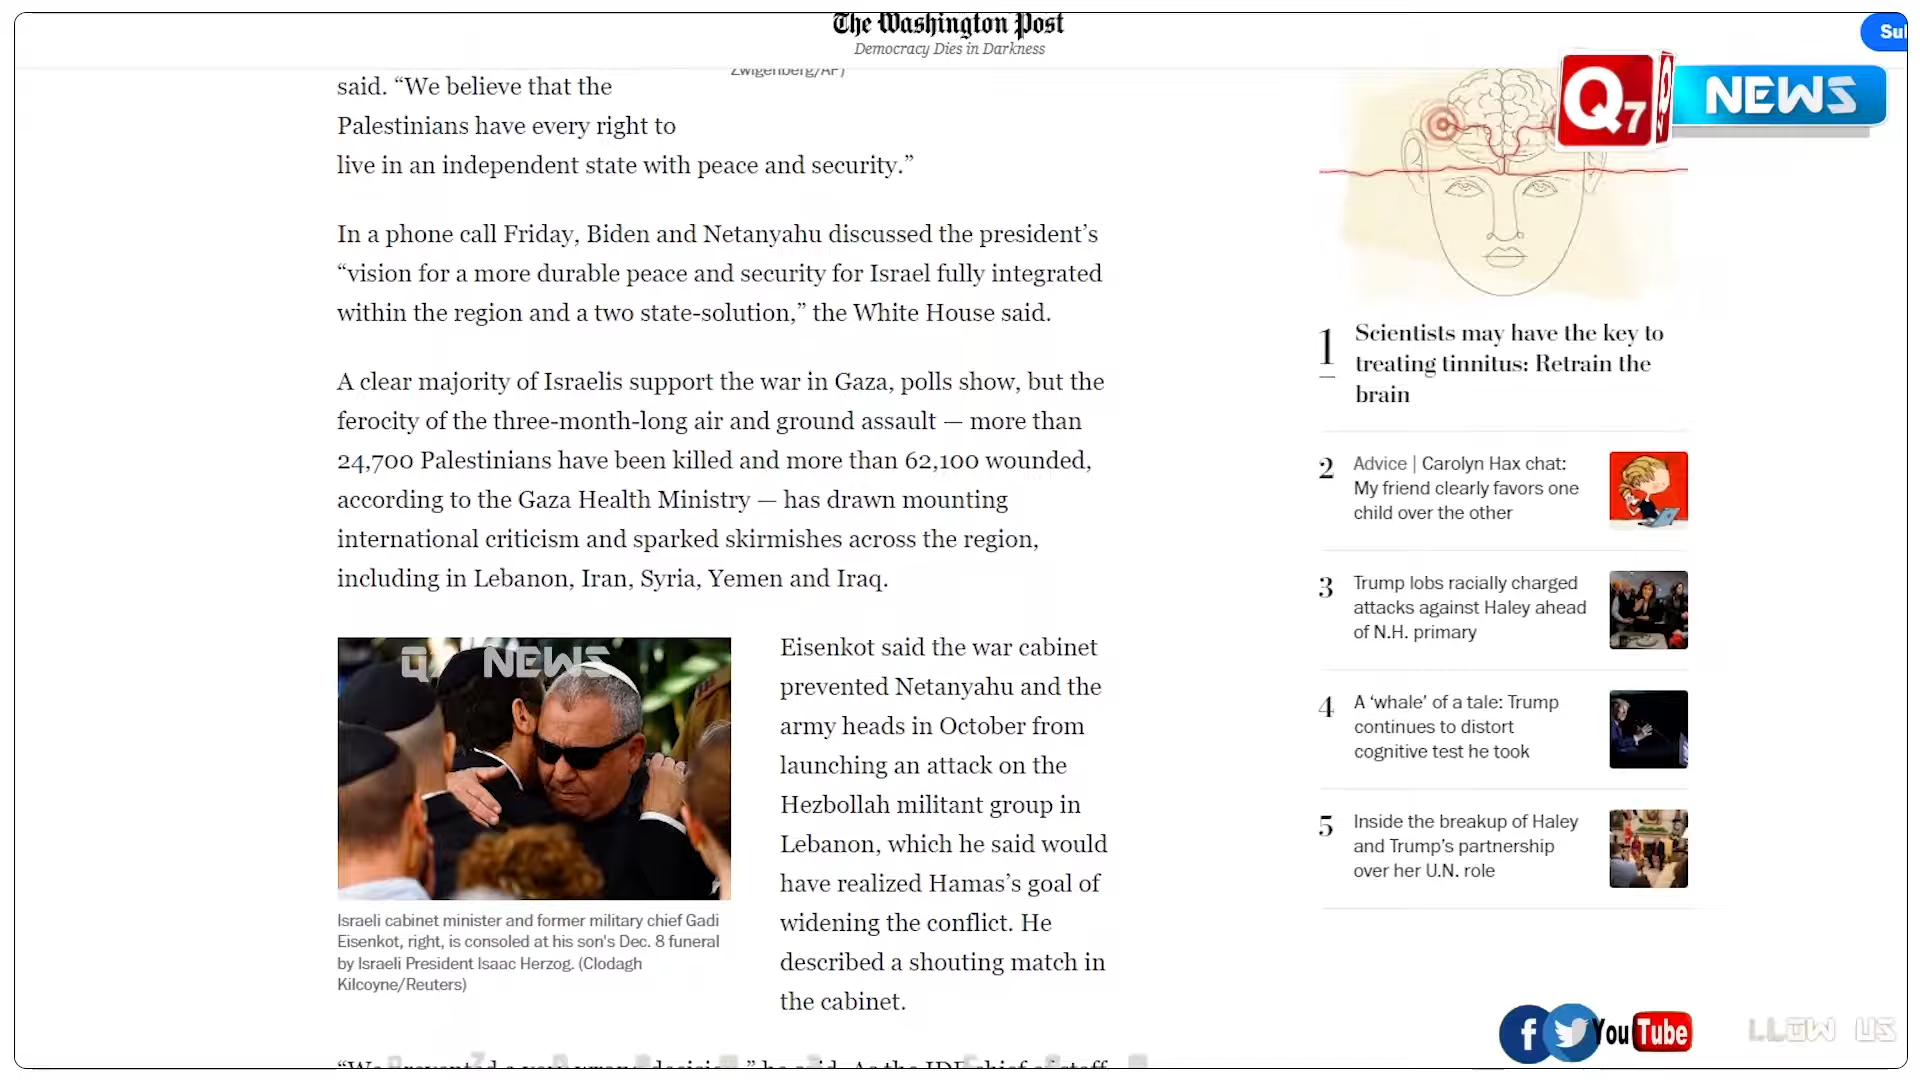 The Washington Post
Democracy Dies in Darkness
Zwigenberg/AP)
said. “We believe that the
Palestinians have every right to
live in an independent state with peace and security.”
In a phone call Friday, Biden and Netanyahu discussed the president’s
“vision for a more durable peace and security for Israel fully integrated
within the region and a two state-solution,” the White House said.
A clear majority of Israelis support the war in Gaza, polls show, but the
ferocity of the three-month-long air and ground assault — more than
24,700 Palestinians have been killed and more than 62,100 wounded,
according to the Gaza Health Ministry — has drawn mounting
international criticism and sparked skirmishes across the region,
including in Lebanon, Iran, Syria, Yemen and Iraq.
Q7 NEWS
Israeli cabinet minister and former military chief Gadi
Eisenkot, right, is consoled at his son's Dec. 8 funeral
by Israeli President Isaac Herzog. (Clodagh
Kilcoyne/Reuters)
Eisenkot said the war cabinet
prevented Netanyahu and the
army heads in October from
launching an attack on the
Hezbollah militant group in
Lebanon, which he said would
have realized Hamas’s goal of
widening the conflict. He
described a shouting match in
the cabinet.
Q7 NEWS
1
Scientists may have the key to
treating tinnitus: Retrain the
brain
2
Advice | Carolyn Hax chat:
My friend clearly favors one
child over the other
3
Trump lobs racially charged
attacks against Haley ahead
of N.H. primary
4
A ‘whale’ of a tale: Trump
continues to distort
cognitive test he took
5
Inside the breakup of Haley
and Trump’s partnership
over her U.N. role
YouTube
LLOW US